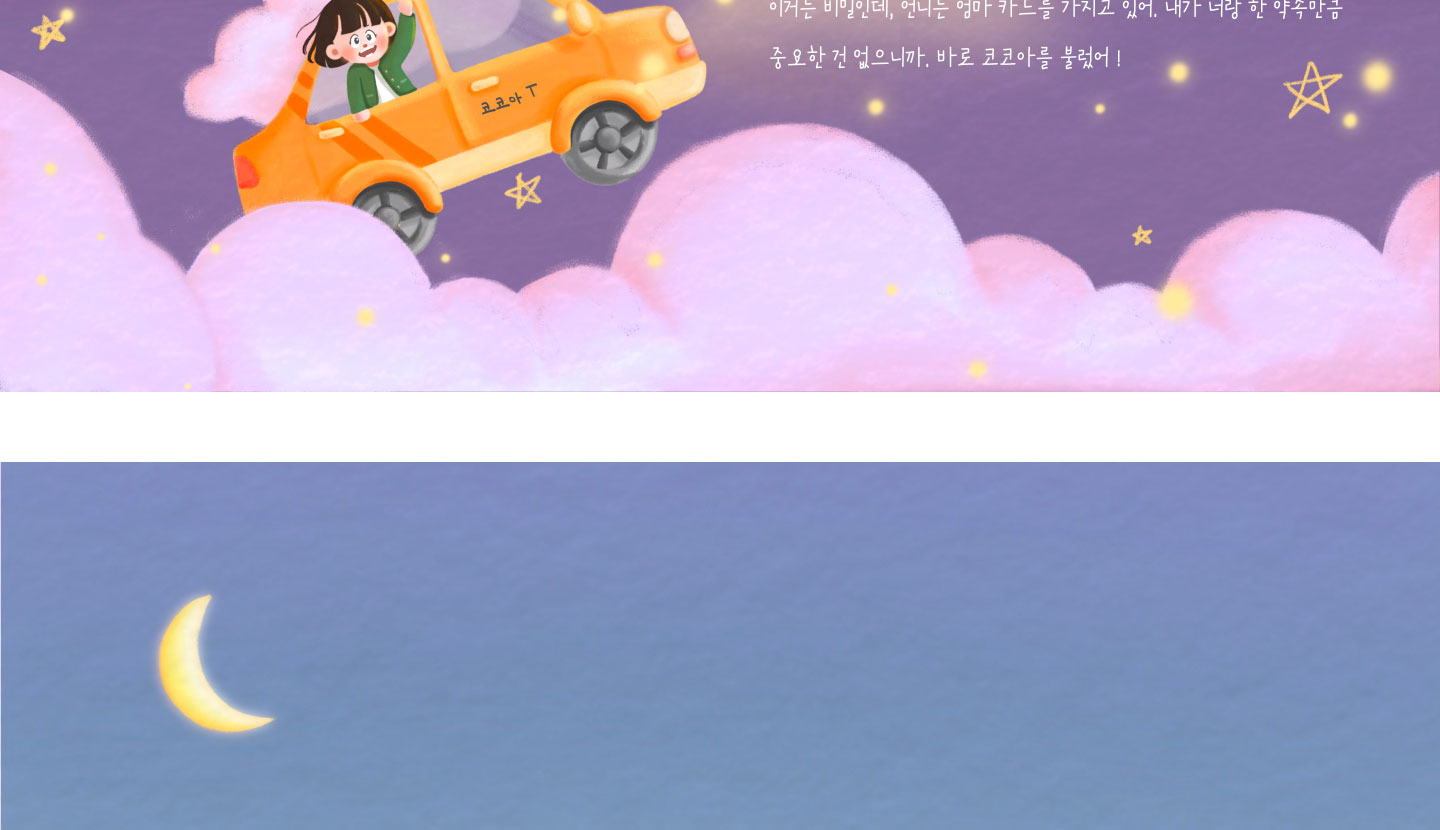 이거는 비밀인데, 언니는 엄마 카드를 가지고 있어. 내가 너랑 한 약속만큼
중요한 건 없으니까. 바로 코코아를 불렀어 !
코코아 T